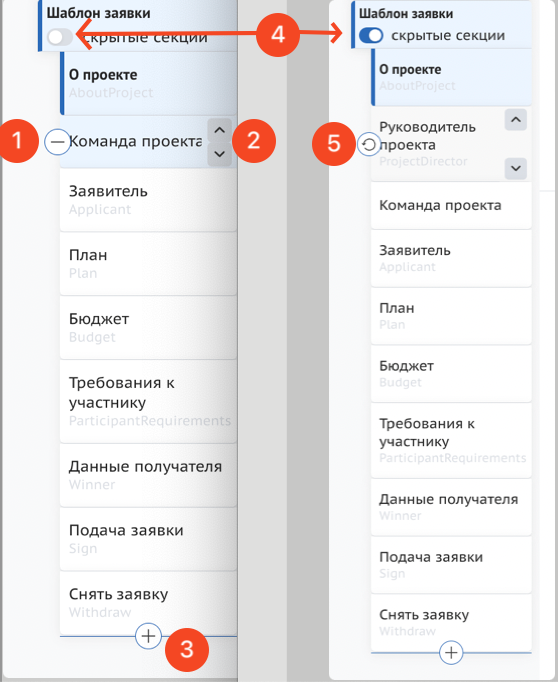 Шаблон заявки
скрытые секции
О проекте
AboutProject
1
Команда проекта
2
Заявитель
Applicant
План
Plan
Бюджет
Budget
Требования к
участнику
ParticipantRequirements
Данные получателя
Winner
Подача заявки
Sign
Снять заявку
Withdraw
3
4
Шаблон заявки
скрытые секции
О проекте
AboutProject
5
Руководитель
проекта
ProjectDirector
Команда проекта
Заявитель
Applicant
План
Plan
Бюджет
Budget
Требования к
участнику
ParticipantRequirements
Данные получателя
Winner
Подача заявки
Sign
Снять заявку
Withdraw